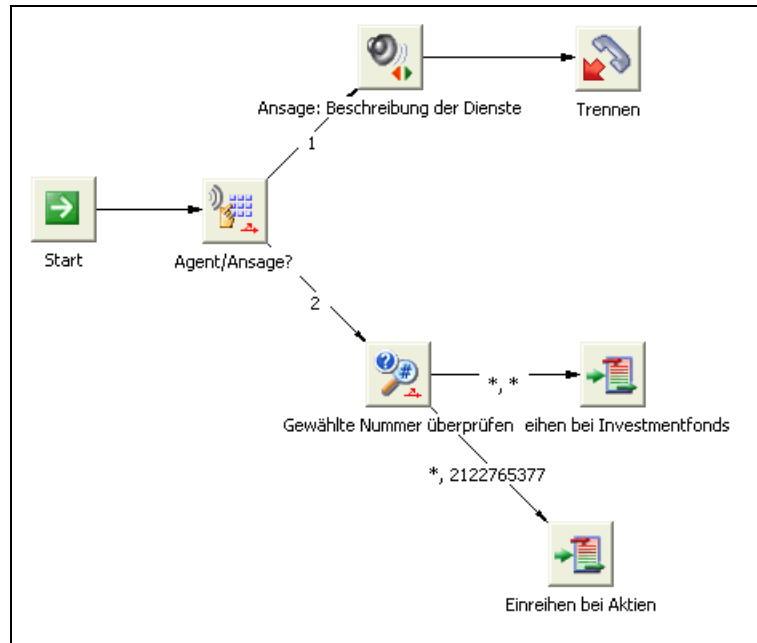 Ansage: Beschreibung der Dienste
Trennen
1
Start
Agent/Ansage?
2
Gewählte Nummer überprüfen
*, *
eihen bei Investmentfonds
*, 2122765377
Einreihen bei Aktien